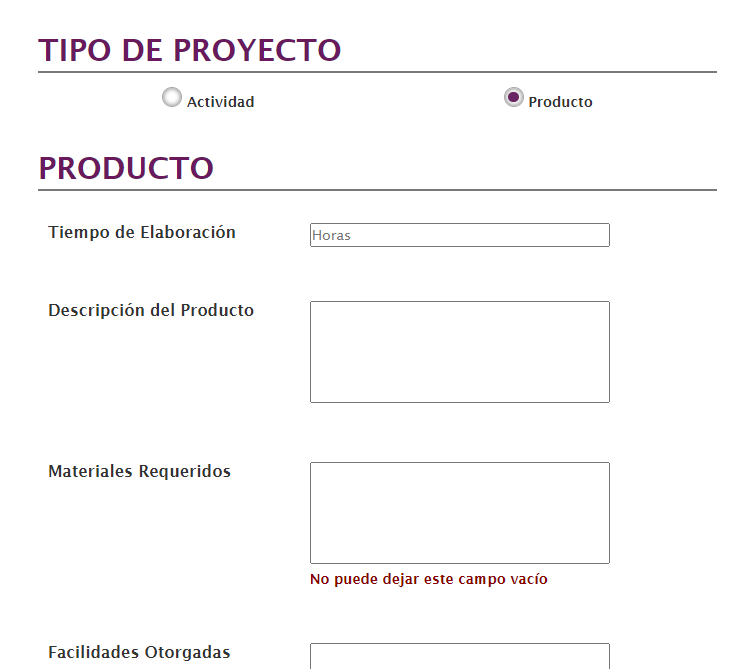 TIPO DE PROYECTO
Actividad Producto
PRODUCTO
Tiempo de Elaboración Horas
Descripción del Producto
Materiales Requeridos
No puede dejar este campo vacío
Facilidades Otorgadas